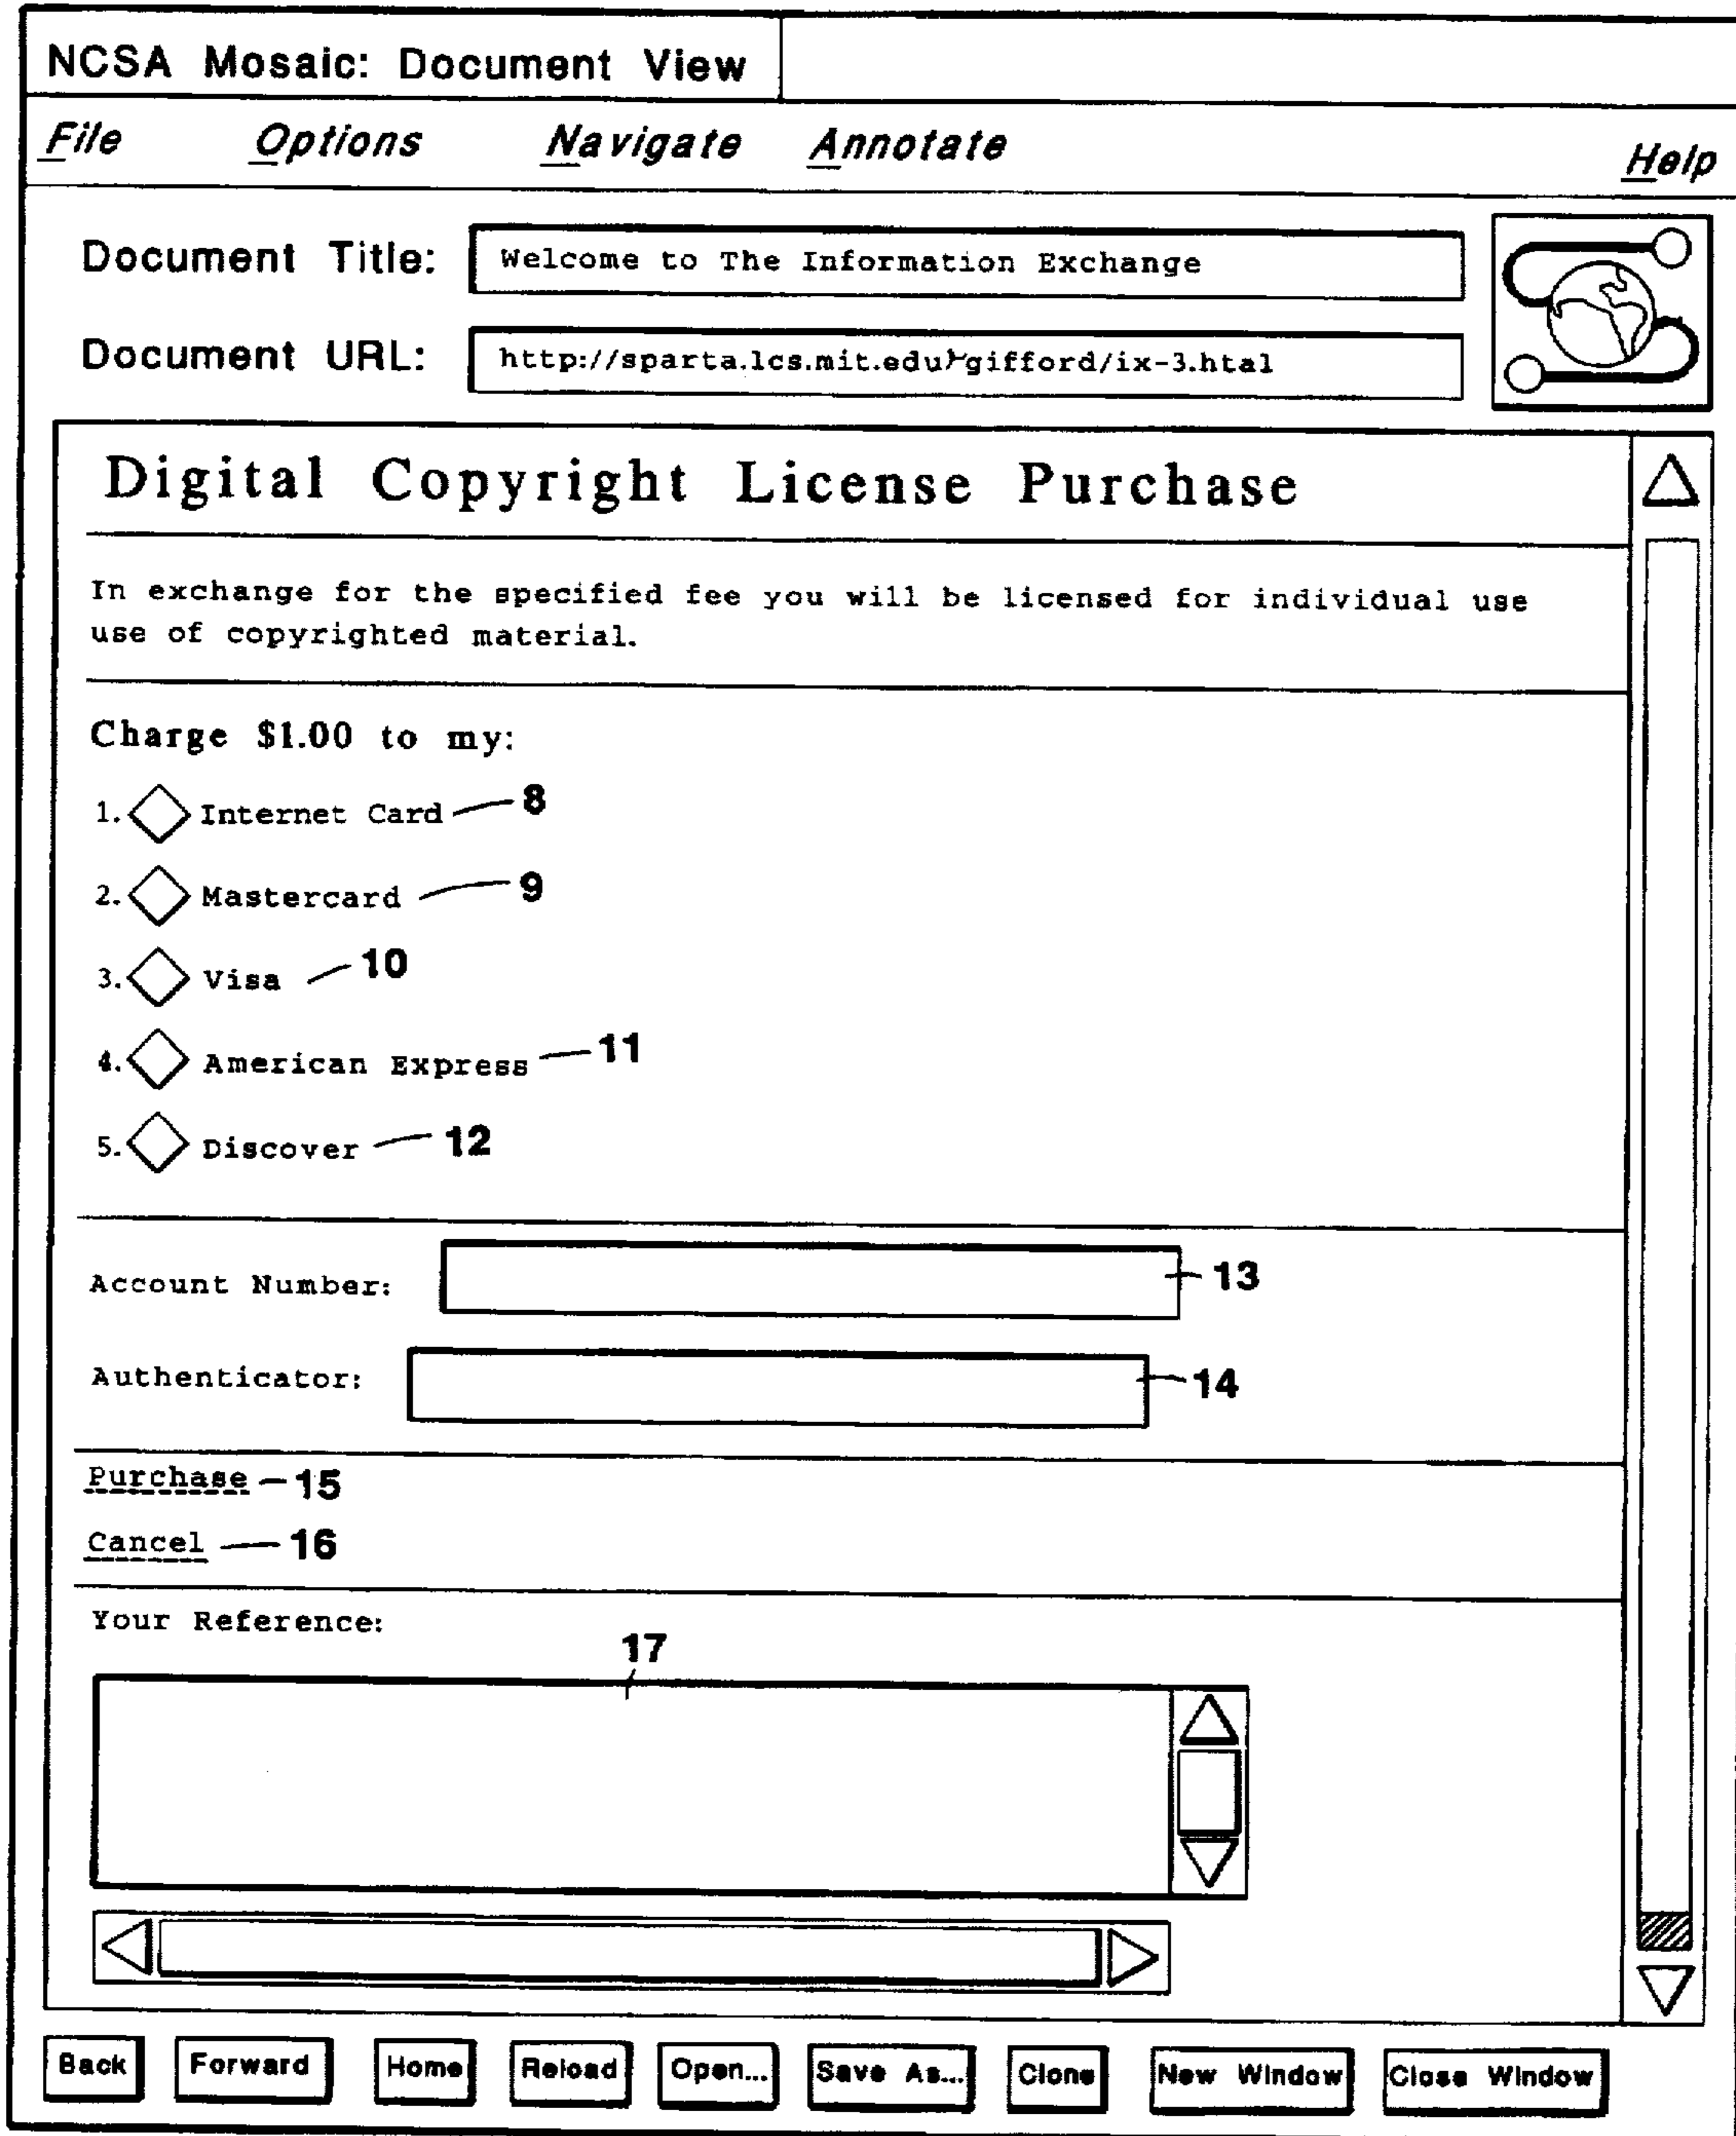 NCSA Mosaic: Document View
File Options Navigate Annotate Help
Document Title: Welcome to The Information Exchange
Document URL: http://sparta.lcs.mit.edu/~gifford/ix-3.htal
Digital Copyright License Purchase
In exchange for the specified fee you will be licensed for individual use
use of copyrighted material.
Charge $1.00 to my:
1. Internet Card 8
2. Mastercard 9
3. Visa 10
4. American Express 11
5. Discover 12
Account Number: 13
Authenticator: 14
Purchase 15
Cancel 16
Your Reference:
17
Back Forward Home Reload Open... Save As... Clone New Window Close Window